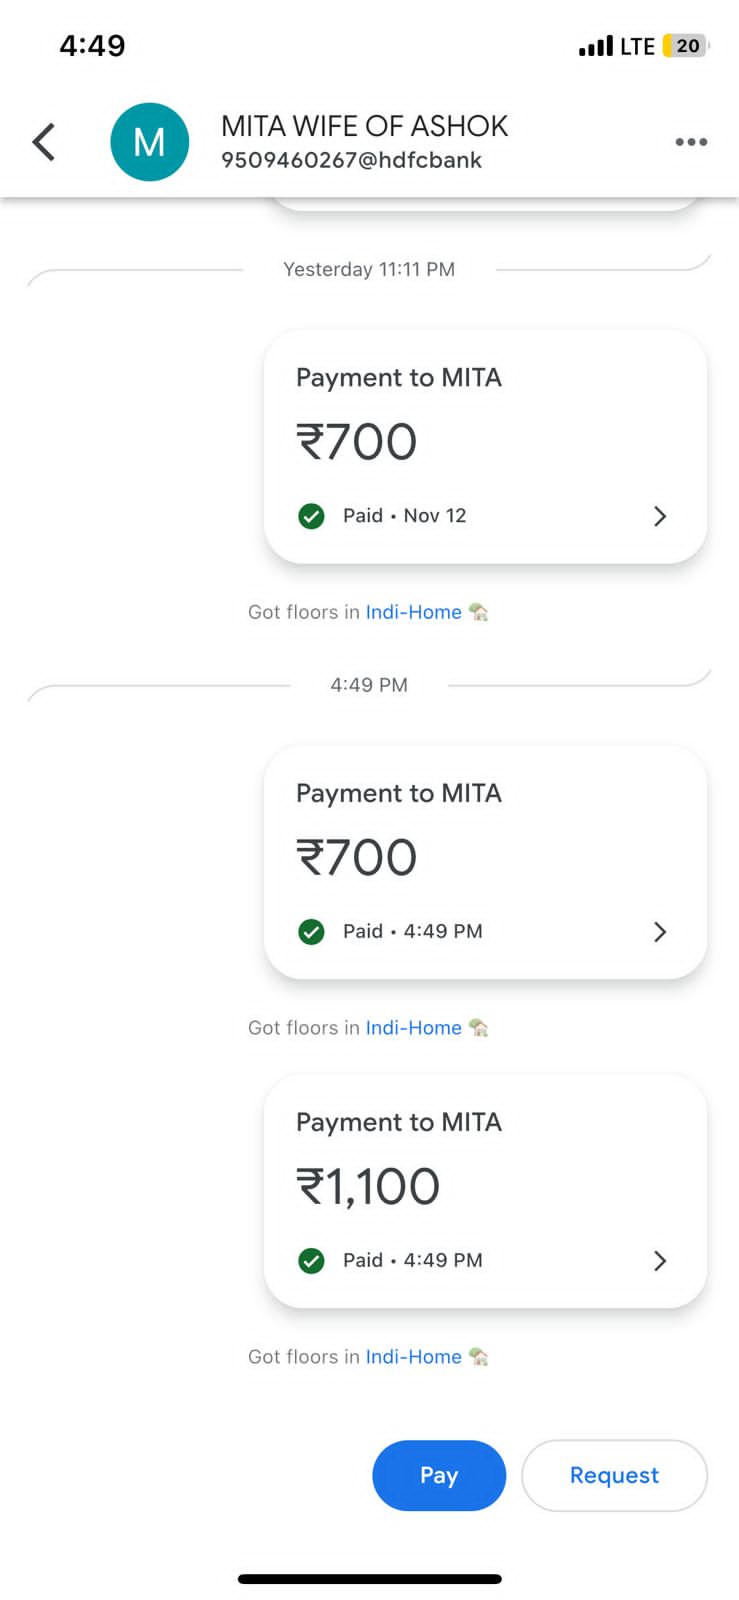 4:49
LTE 20
M
MITA WIFE OF ASHOK
9509460267@hdfcbank
Yesterday 11:11 PM
Payment to MITA
₹700
Paid • Nov 12
Got floors in Indi-Home
4:49 PM
Payment to MITA
₹700
Paid • 4:49 PM
Got floors in Indi-Home
Payment to MITA
₹1,100
Paid • 4:49 PM
Got floors in Indi-Home
Pay
Request